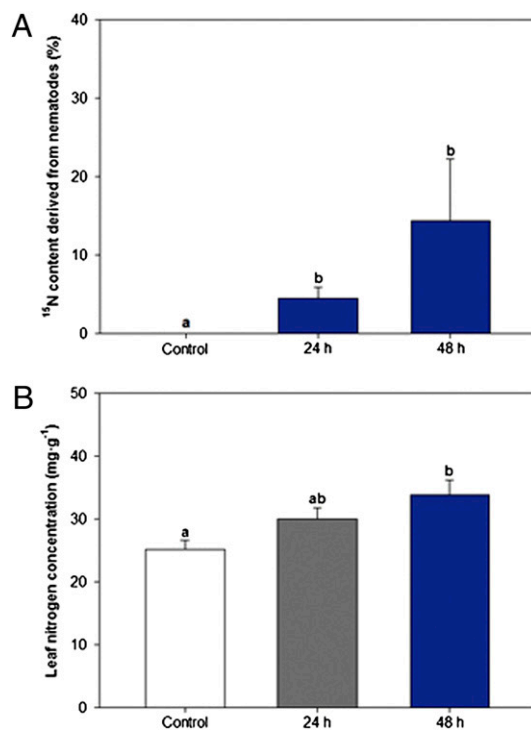 A
¹⁵N content derived from nematodes (%)
40
30
20
10
0
a
b
b
Control
24 h
48 h
B
Leaf nitrogen concentration (mg·g⁻¹)
50
40
30
20
10
0
a
ab
b
Control
24 h
48 h